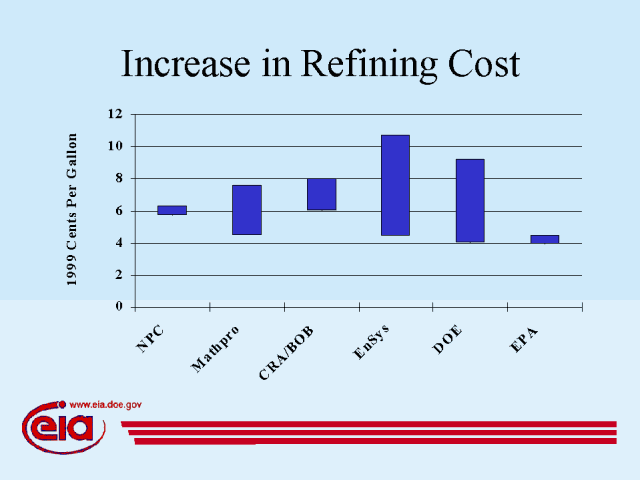 Increase in Refining Cost
1999 Cents Per Gallon
12
10
8
6
4
2
0
NPC
Mathpro
CRA/BOB
EnSys
DOE
EPA
www.eia.doe.gov
eia